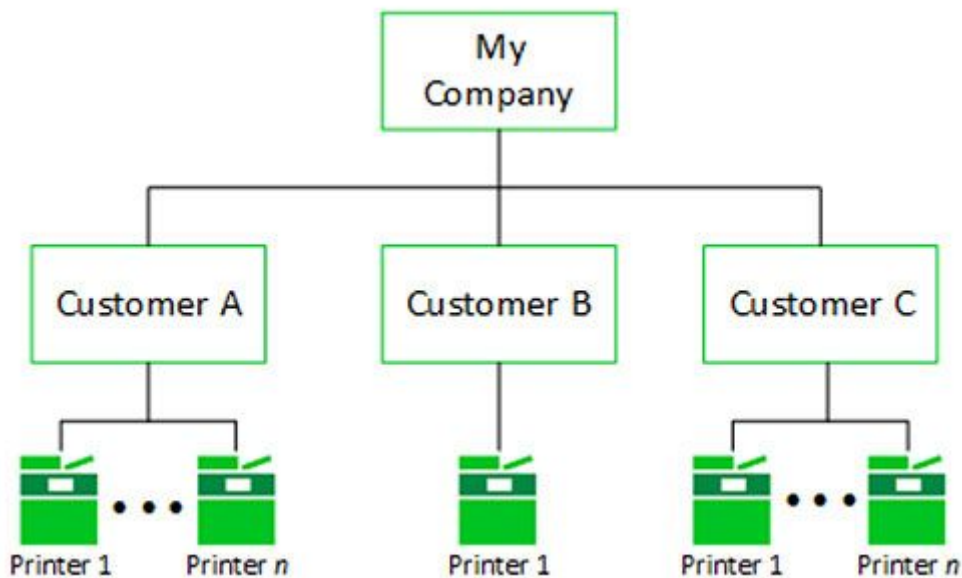 My
Company
Customer A
Customer B
Customer C
Printer 1
Printer n
Printer 1
Printer 1
Printer n